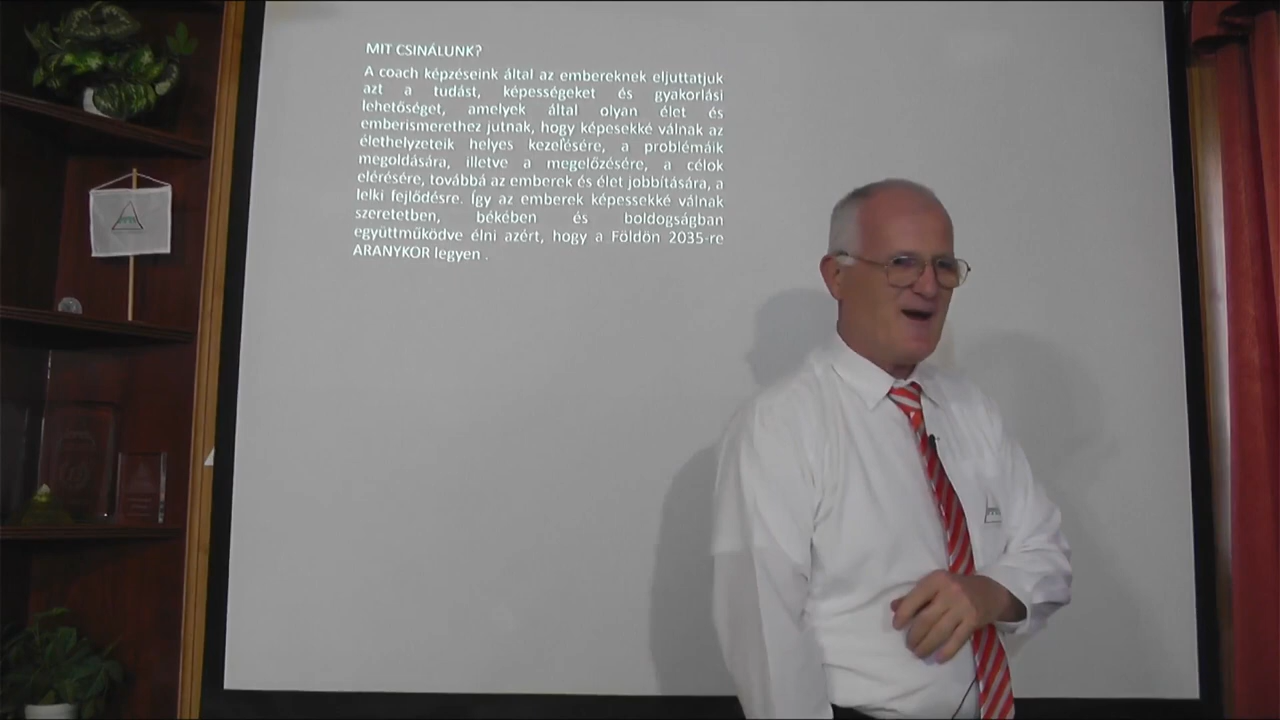 MIT CSINÁLUNK?
A coach képzéseink által az embereknek eljuttatjuk
azt a tudást, képességeket és gyakorlási
lehetőséget, amelyek által olyan élet és
emberismerethez jutnak, hogy képesekké válnak az
élethelyzeteik helyes kezelésére, a problémáik
megoldására, illetve a megelőzésére, a célok
elérésére, továbbá az emberek és élet jobbítására, a
lelki fejlődésre. Így az emberek képessekké válnak
szeretetben, békében és boldogságban
együttműködve élni azért, hogy a Földön 2035-re
ARANYKOR legyen .